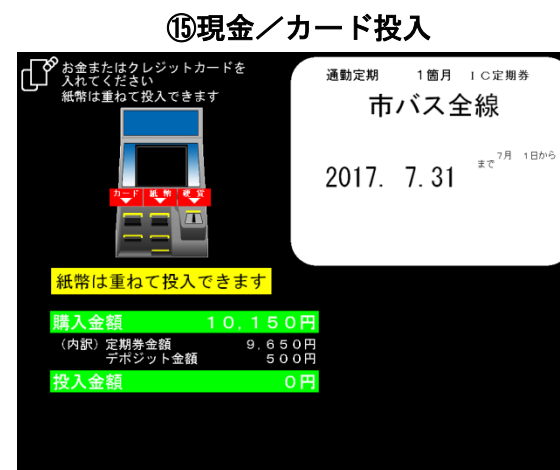 ⑮現金／カード投入
お金またはクレジットカードを
入れてください
紙幣は重ねて投入できます
通勤定期 1箇月 IC定期券
市バス全線
7月 1日から
2017. 7.31 まで
カード 紙幣 硬貨
紙幣は重ねて投入できます
購入金額 10,150円
（内訳）定期券金額 9,650円
デポジット金額 500円
投入金額 0円